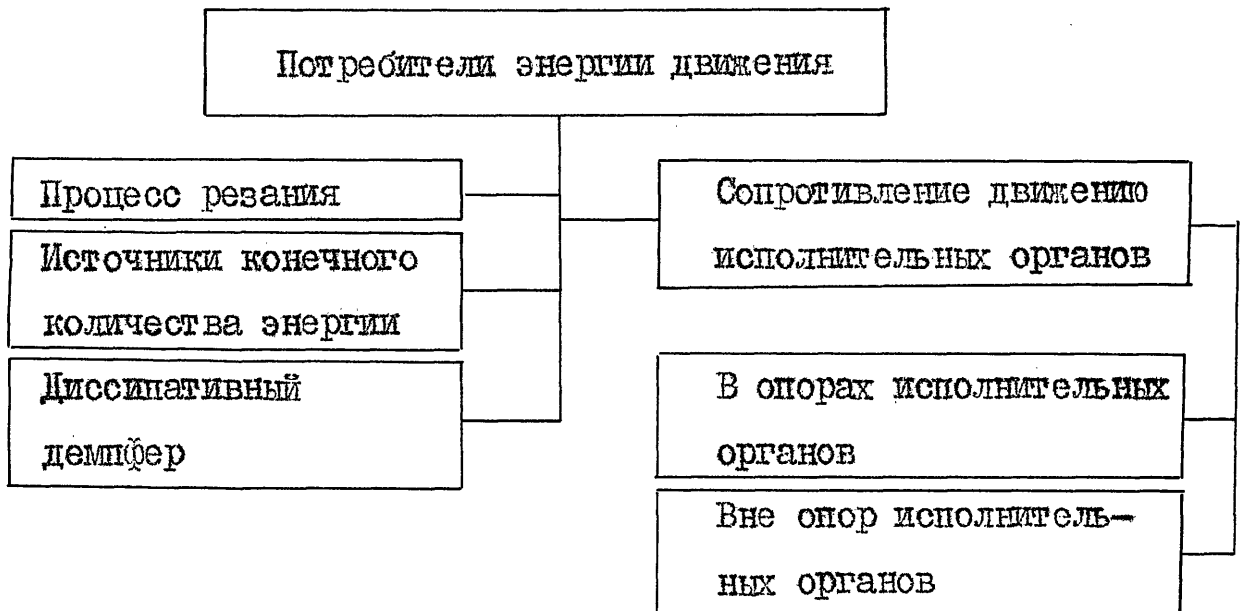 Потребители энергии движения
Процесс резания
Источники конечного
количества энергии
Диссипативный
демпфер
Сопротивление движению
исполнительных органов
В опорах исполнительных
органов
Вне опор исполнитель-
ных органов